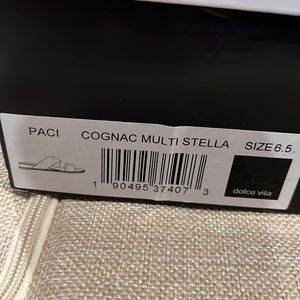 PACI COGNAC MULTI STELLA SIZE 6.5
1 90495 37407 3
dolce vita